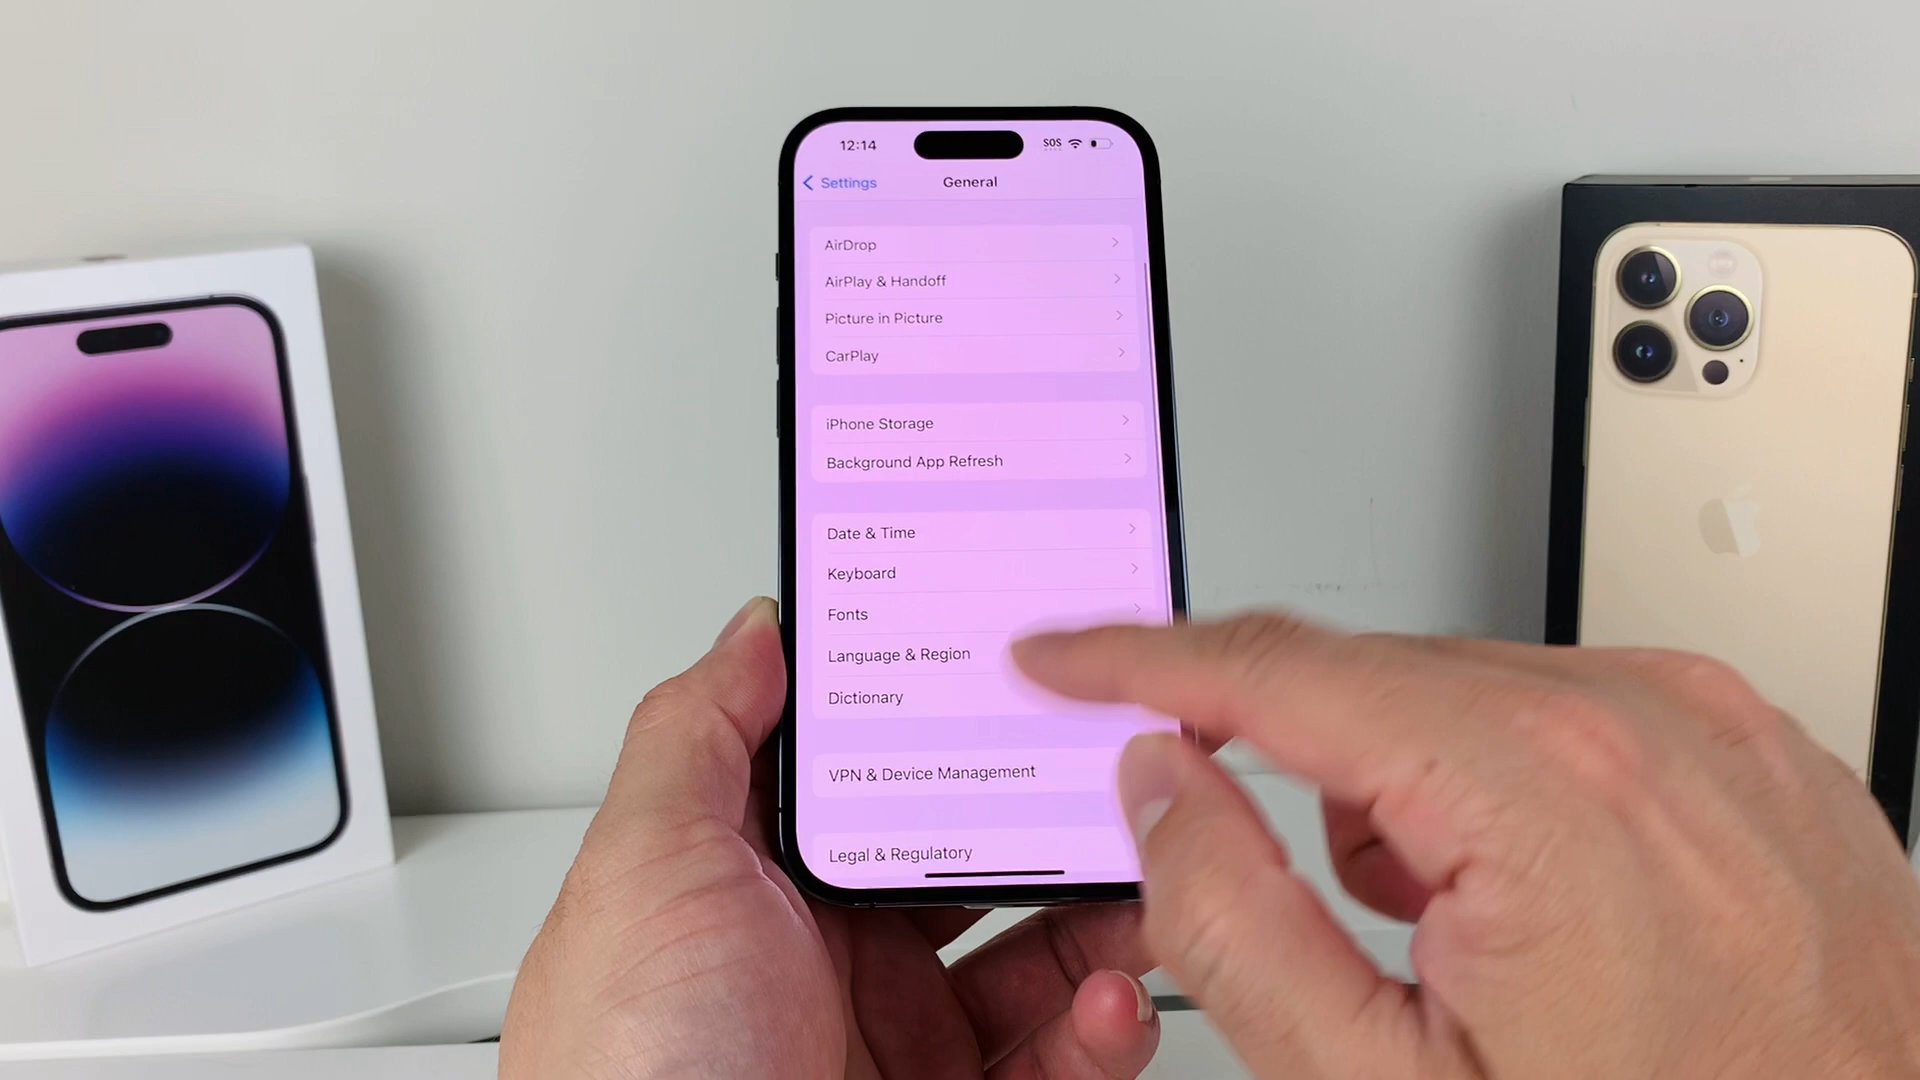 12:14
SOS
Settings
General
AirDrop
AirPlay & Handoff
Picture in Picture
CarPlay
iPhone Storage
Background App Refresh
Date & Time
Keyboard
Fonts
Language & Region
Dictionary
VPN & Device Management
Legal & Regulatory